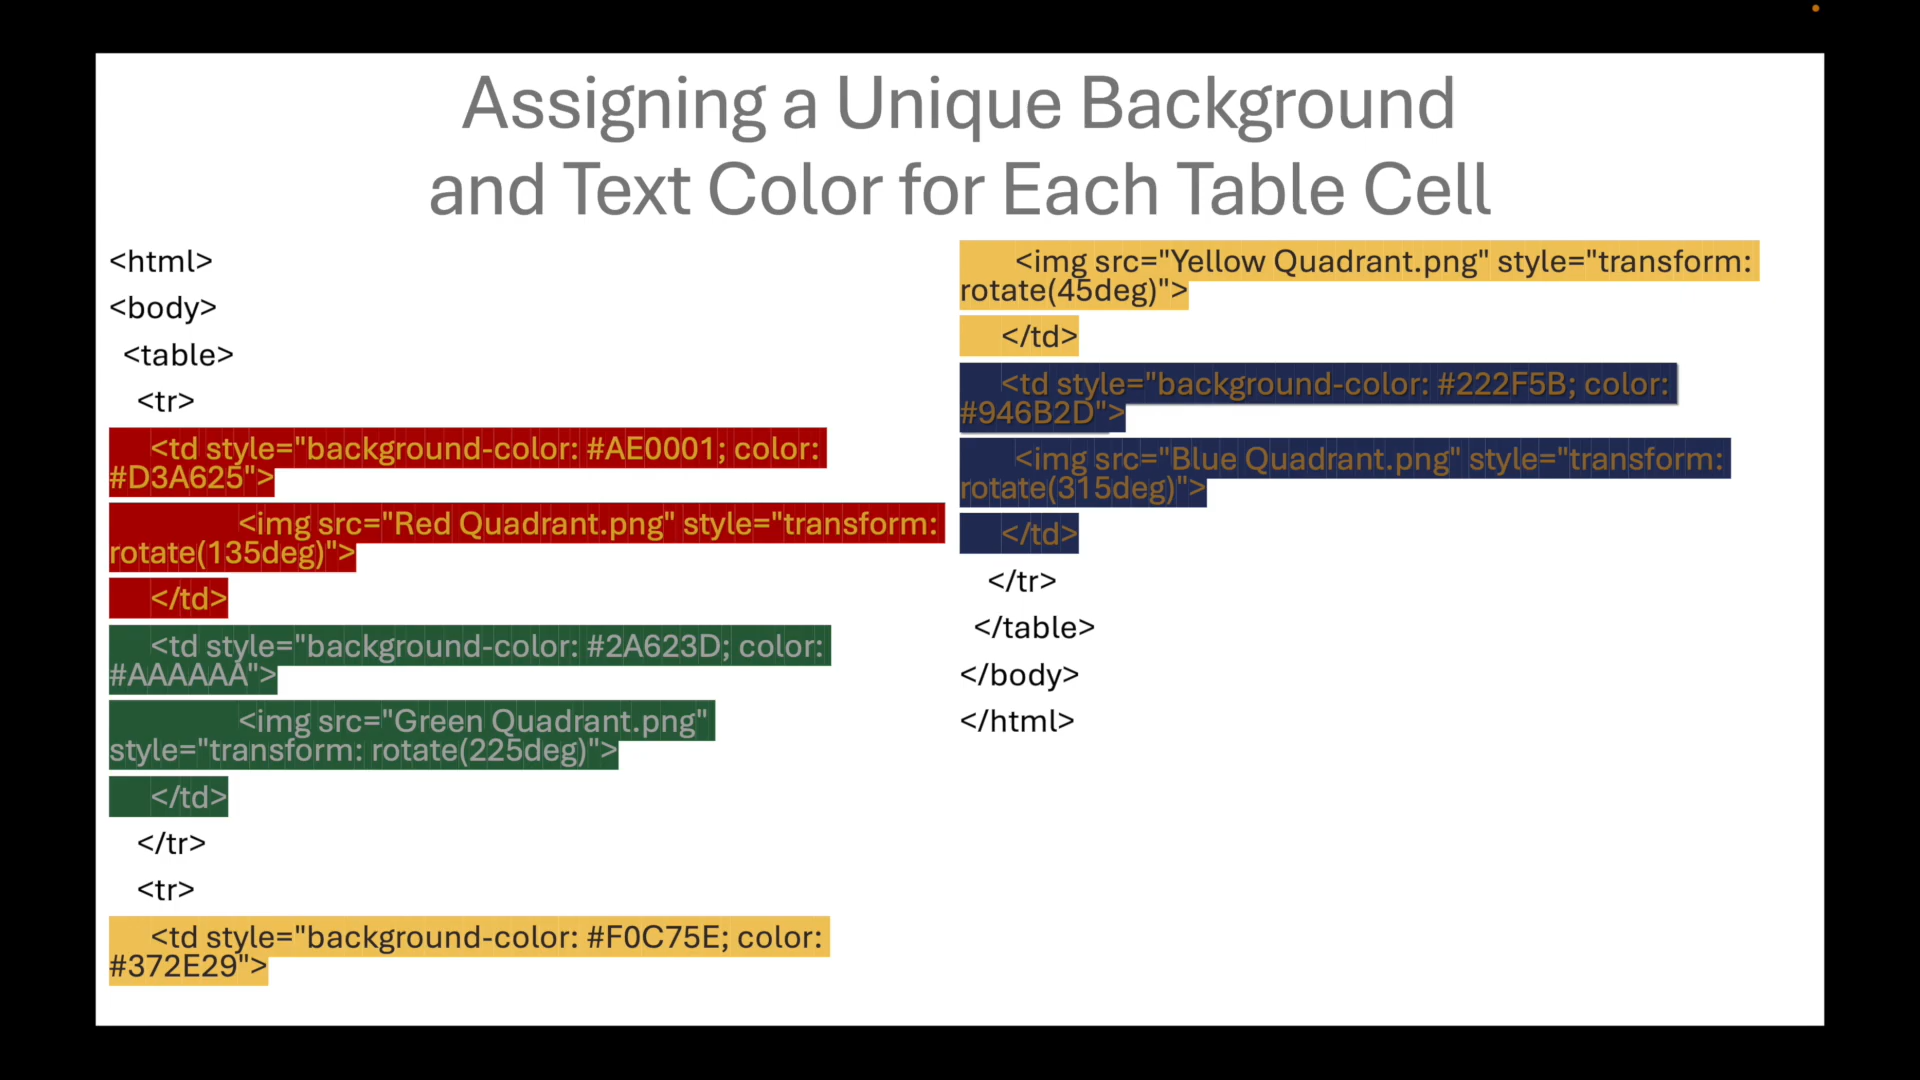 Assigning a Unique Background
and Text Color for Each Table Cell
<html>
<body>
<table>
<tr>
<td style="background-color: #AE0001; color:
#D3A625">
<img src="Red Quadrant.png" style="transform:
rotate(135deg)">
</td>
<td style="background-color: #2A623D; color:
#AAAAAA">
<img src="Green Quadrant.png"
style="transform: rotate(225deg)">
</td>
</tr>
<tr>
<td style="background-color: #F0C75E; color:
#372E29">
<img src="Yellow Quadrant.png" style="transform:
rotate(45deg)">
</td>
<td style="background-color: #222F5B; color:
#946B2D">
<img src="Blue Quadrant.png" style="transform:
rotate(315deg)">
</td>
</tr>
</table>
</body>
</html>